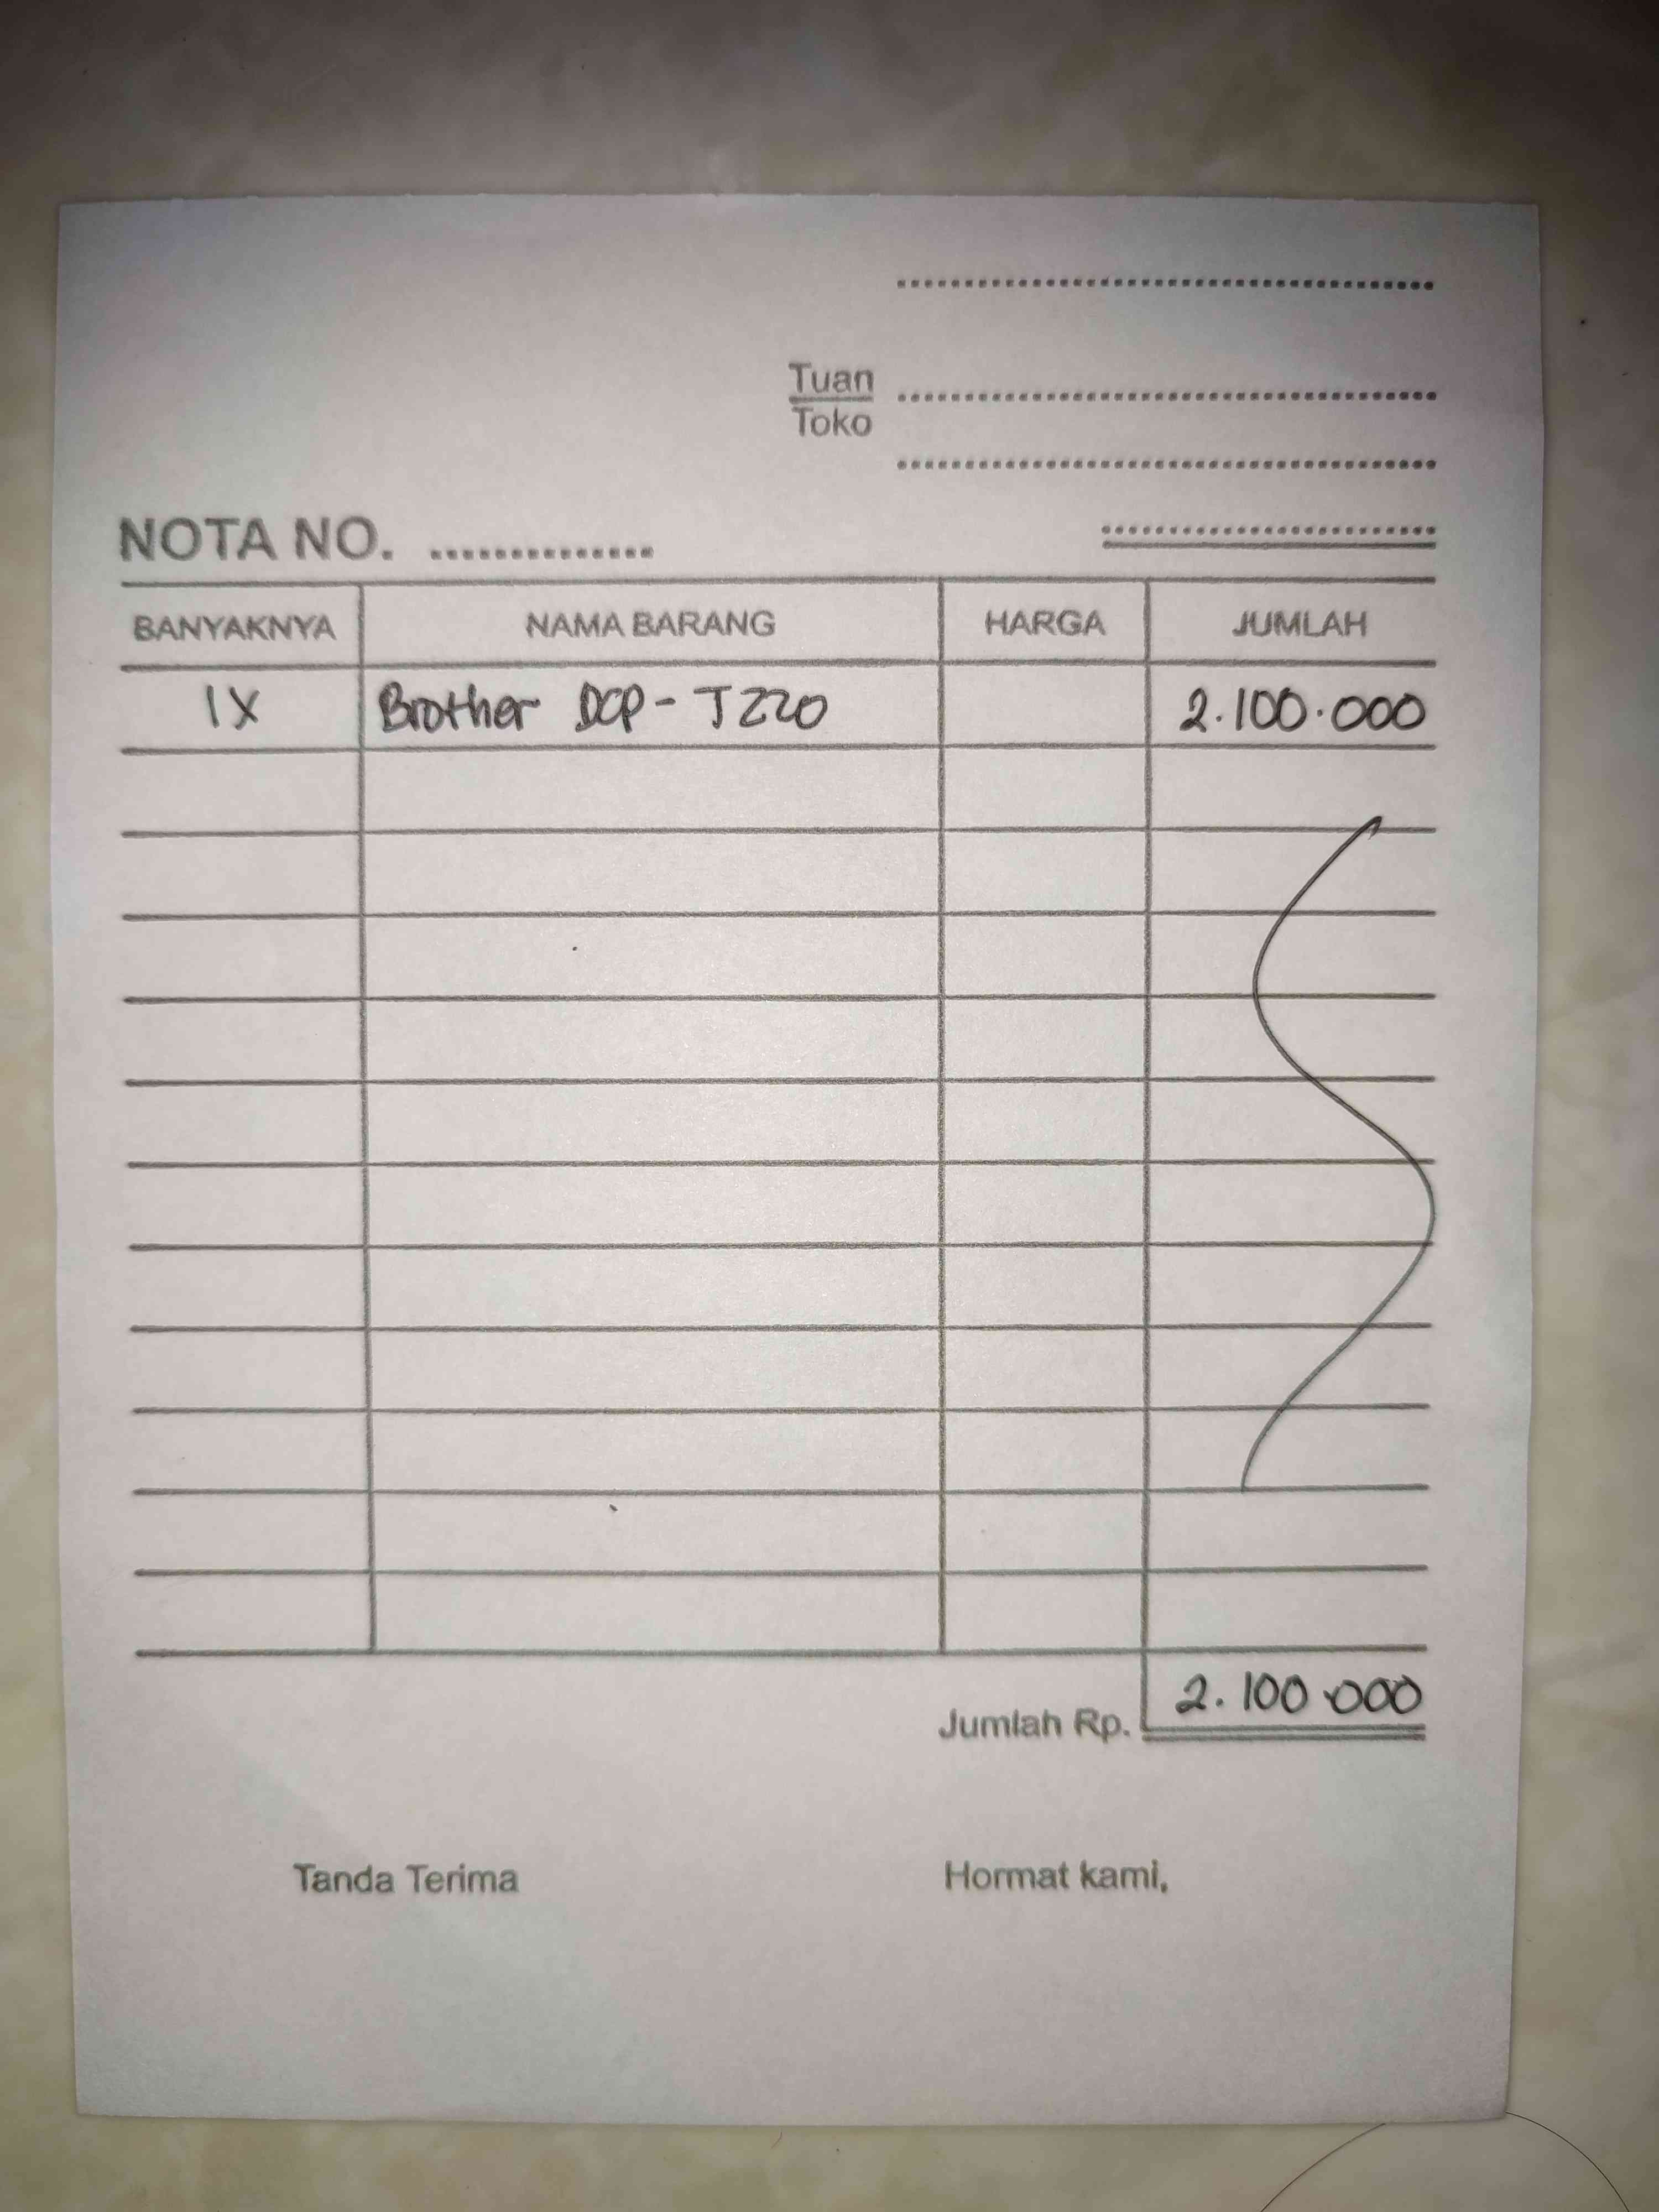 Tuan
Toko
NOTA NO. ..............
BANYAKNYA NAMA BARANG HARGA JUMLAH
1X Brother DCP - T220 2.100.000
Jumlah Rp. 2.100.000
Tanda Terima Hormat kami,